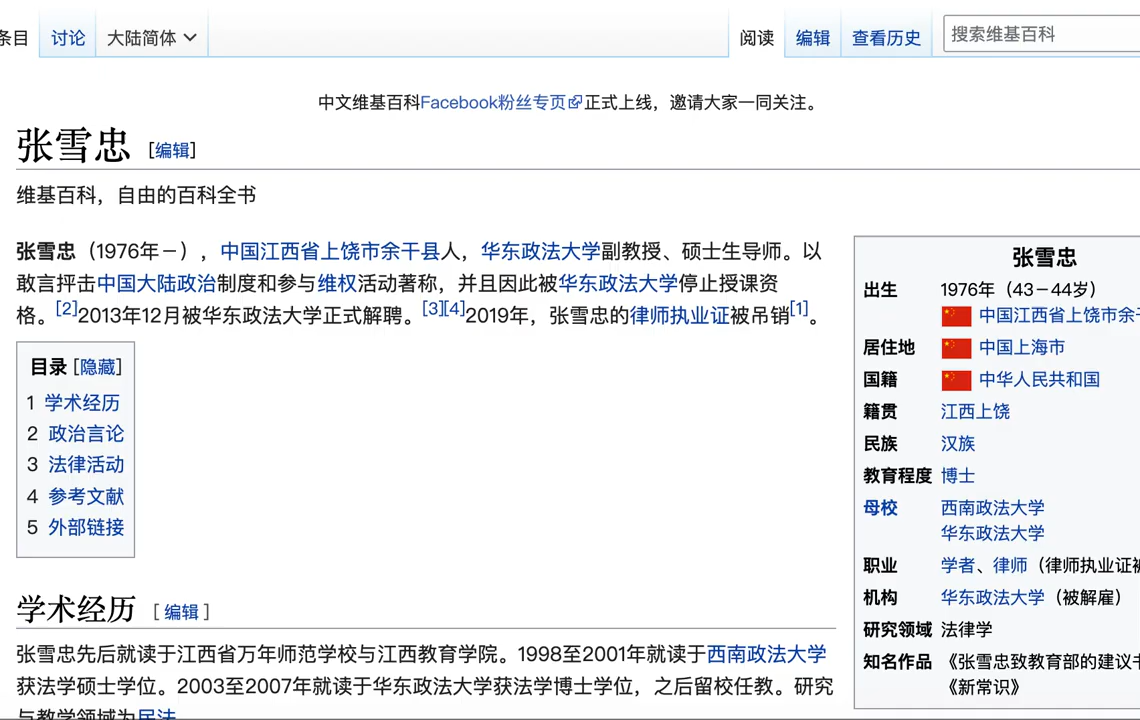 条目 讨论 大陆简体 阅读 编辑 查看历史 搜索维基百科
中文维基百科Facebook粉丝专页正式上线，邀请大家一同关注。
张雪忠 [编辑]
维基百科，自由的百科全书
张雪忠（1976年－），中国江西省上饶市余干县人，华东政法大学副教授、硕士生导师。以
敢言抨击中国大陆政治制度和参与维权活动著称，并且因此被华东政法大学停止授课资
格。[2]2013年12月被华东政法大学正式解聘。[3][4]2019年，张雪忠的律师执业证被吊销[1]。
目录 [隐藏]
1 学术经历
2 政治言论
3 法律活动
4 参考文献
5 外部链接
学术经历 [编辑]
张雪忠先后就读于江西省万年师范学校与江西教育学院。1998至2001年就读于西南政法大学
获法学硕士学位。2003至2007年就读于华东政法大学获法学博士学位，之后留校任教。研究
与教学领域为民法
张雪忠
出生 1976年（43－44岁）
中国江西省上饶市余干
居住地 中国上海市
国籍 中华人民共和国
籍贯 江西上饶
民族 汉族
教育程度 博士
母校 西南政法大学
华东政法大学
职业 学者、律师（律师执业证被
机构 华东政法大学（被解雇）
研究领域 法律学
知名作品 《张雪忠致教育部的建议书
《新常识》